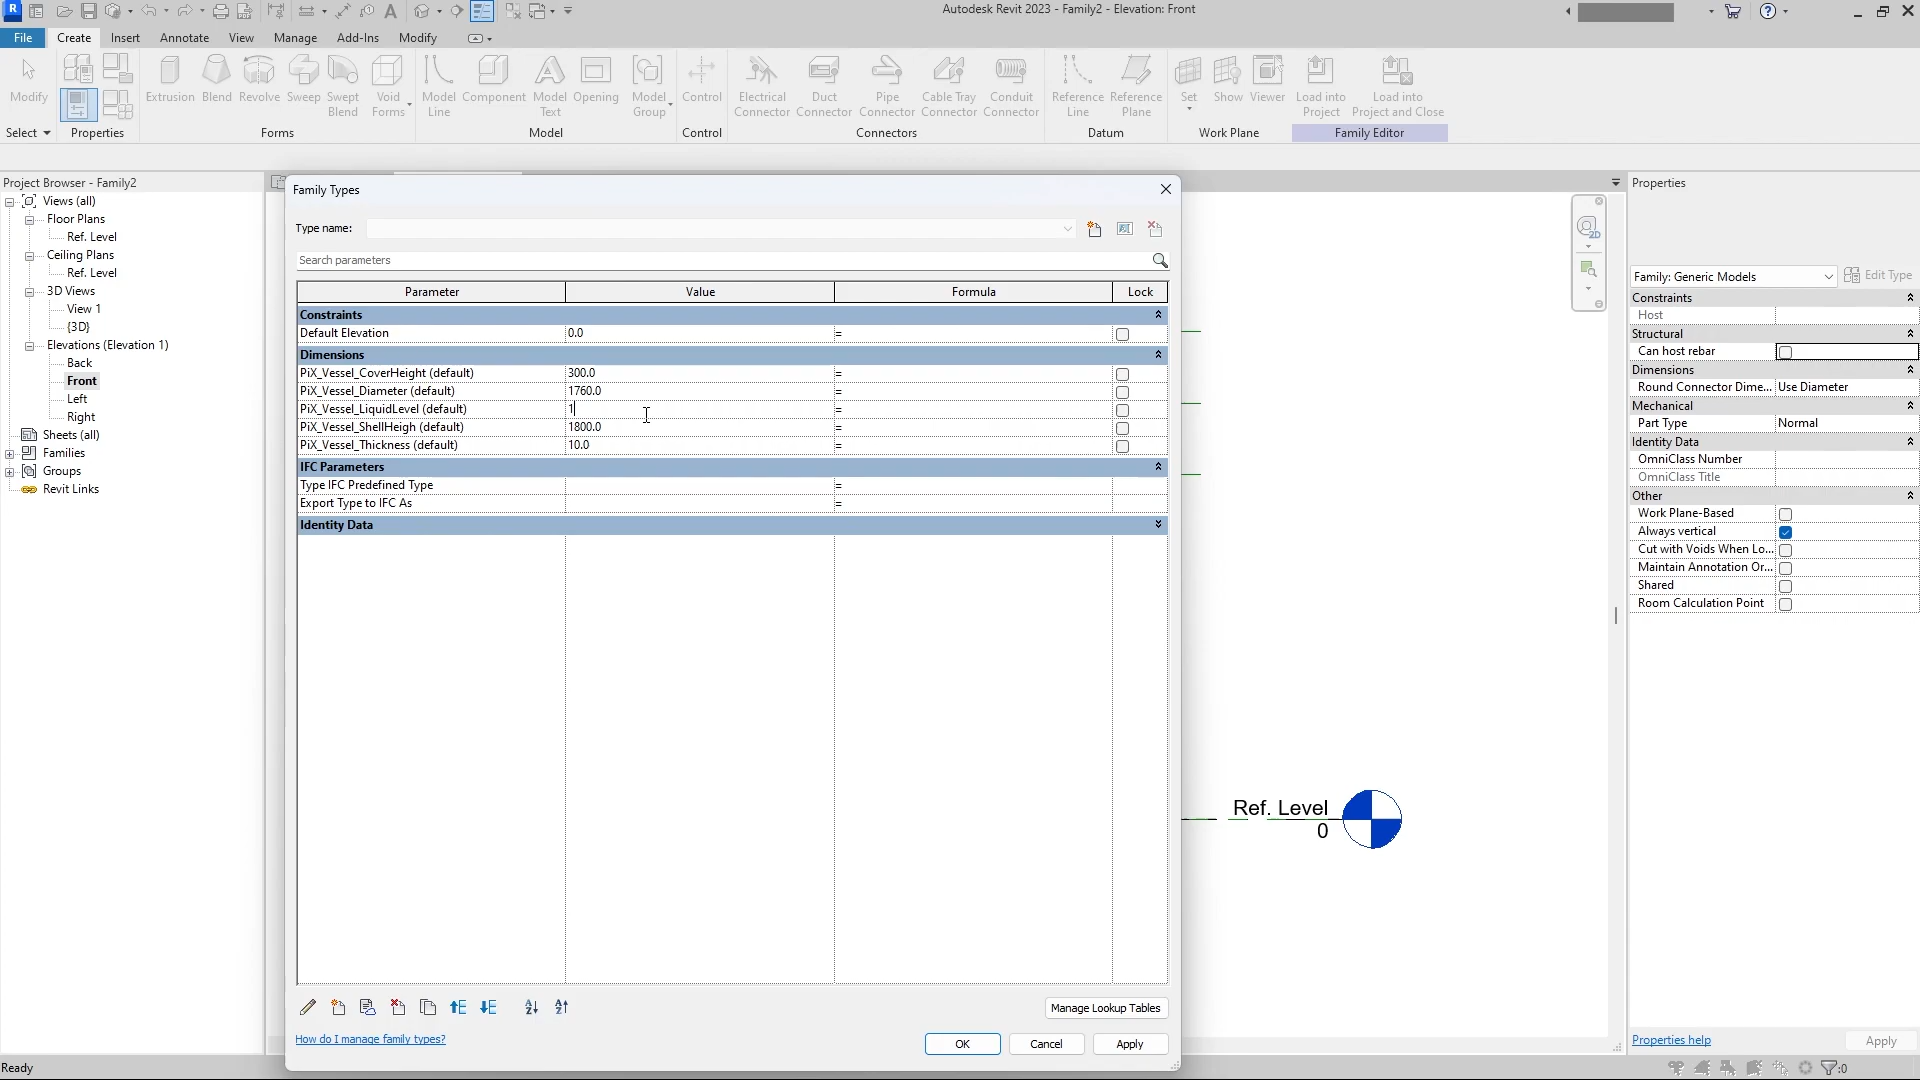 Autodesk Revit 2023 - Family2 - Elevation: Front
File Create Insert Annotate View Manage Add-Ins Modify
Modify
Extrusion Blend Revolve Sweep Swept Blend Void Forms
Model Line Component Model Text Opening Model Group
Control
Electrical Connector Duct Connector Pipe Connector Cable Tray Connector Conduit Connector
Reference Line Reference Plane
Set Show Viewer
Load into Project Load into Project and Close
Select Properties Forms Model Control Connectors Datum Work Plane Family Editor
Project Browser - Family2
Views (all)
Floor Plans
Ref. Level
Ceiling Plans
Ref. Level
3D Views
View 1
{3D}
Elevations (Elevation 1)
Back
Front
Left
Right
Sheets (all)
Families
Groups
Revit Links
Family Types
Type name:
Search parameters
Parameter Value Formula Lock
Constraints
Default Elevation 0.0 =
Dimensions
PiX_Vessel_CoverHeight (default) 300.0 =
PiX_Vessel_Diameter (default) 1760.0 =
PiX_Vessel_LiquidLevel (default) 1 =
PiX_Vessel_ShellHeigh (default) 1800.0 =
PiX_Vessel_Thickness (default) 10.0 =
IFC Parameters
Type IFC Predefined Type =
Export Type to IFC As =
Identity Data
Manage Lookup Tables
How do I manage family types?
OK Cancel Apply
2D
Ref. Level
0
Properties
Family: Generic Models Edit Type
Constraints
Host
Structural
Can host rebar
Dimensions
Round Connector Dime... Use Diameter
Mechanical
Part Type Normal
Identity Data
OmniClass Number
OmniClass Title
Other
Work Plane-Based
Always vertical
Cut with Voids When Lo...
Maintain Annotation Or...
Shared
Room Calculation Point
Properties help Apply
Ready
:0